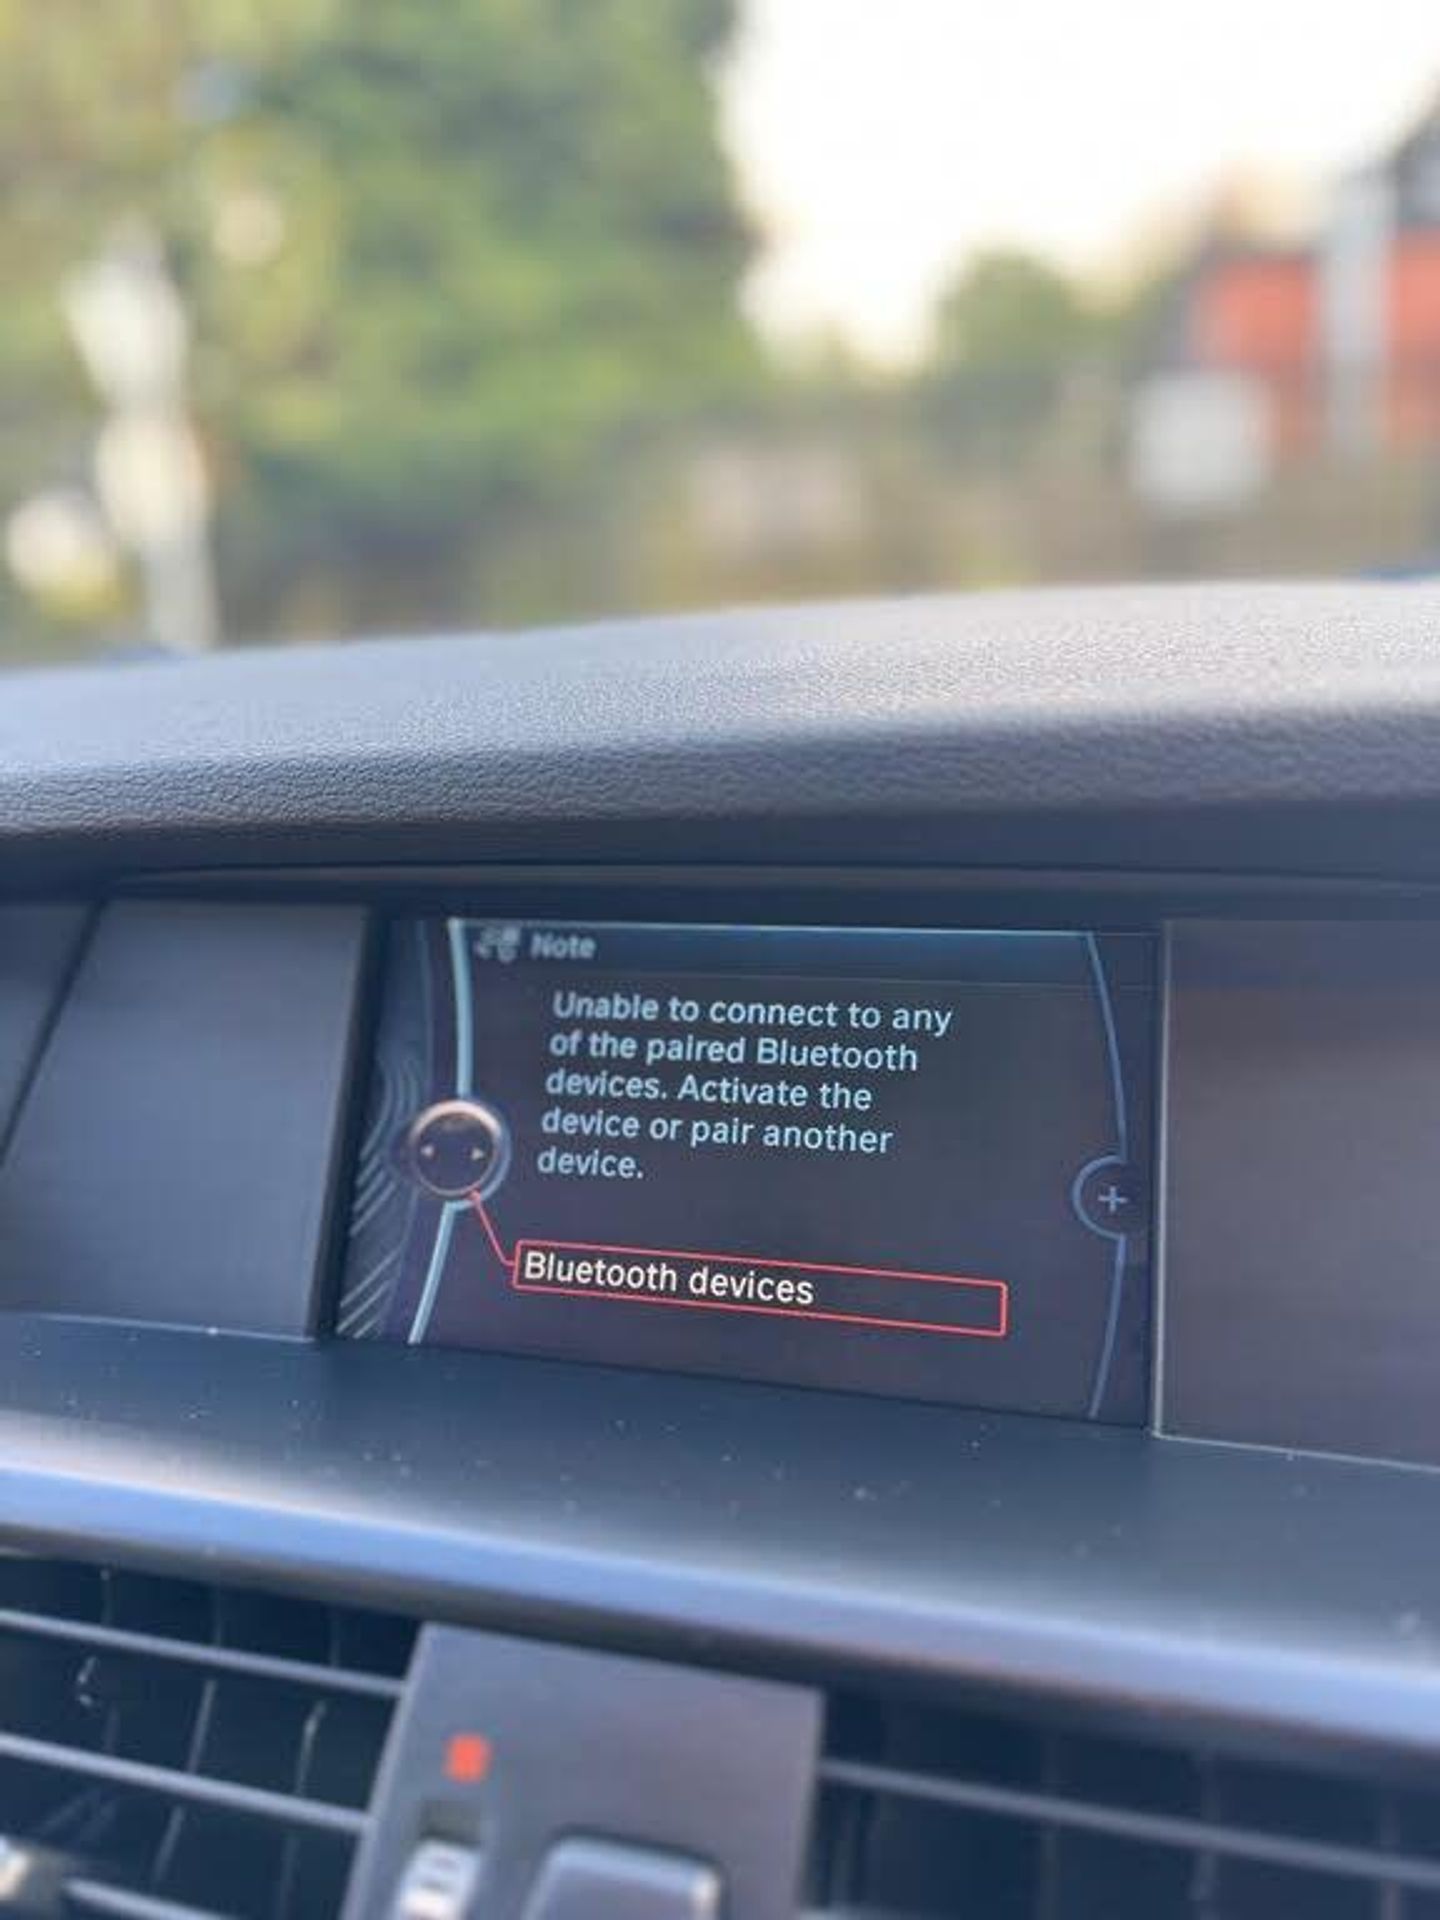 Note
Unable to connect to any
of the paired Bluetooth
devices. Activate the
device or pair another
device.
Bluetooth devices